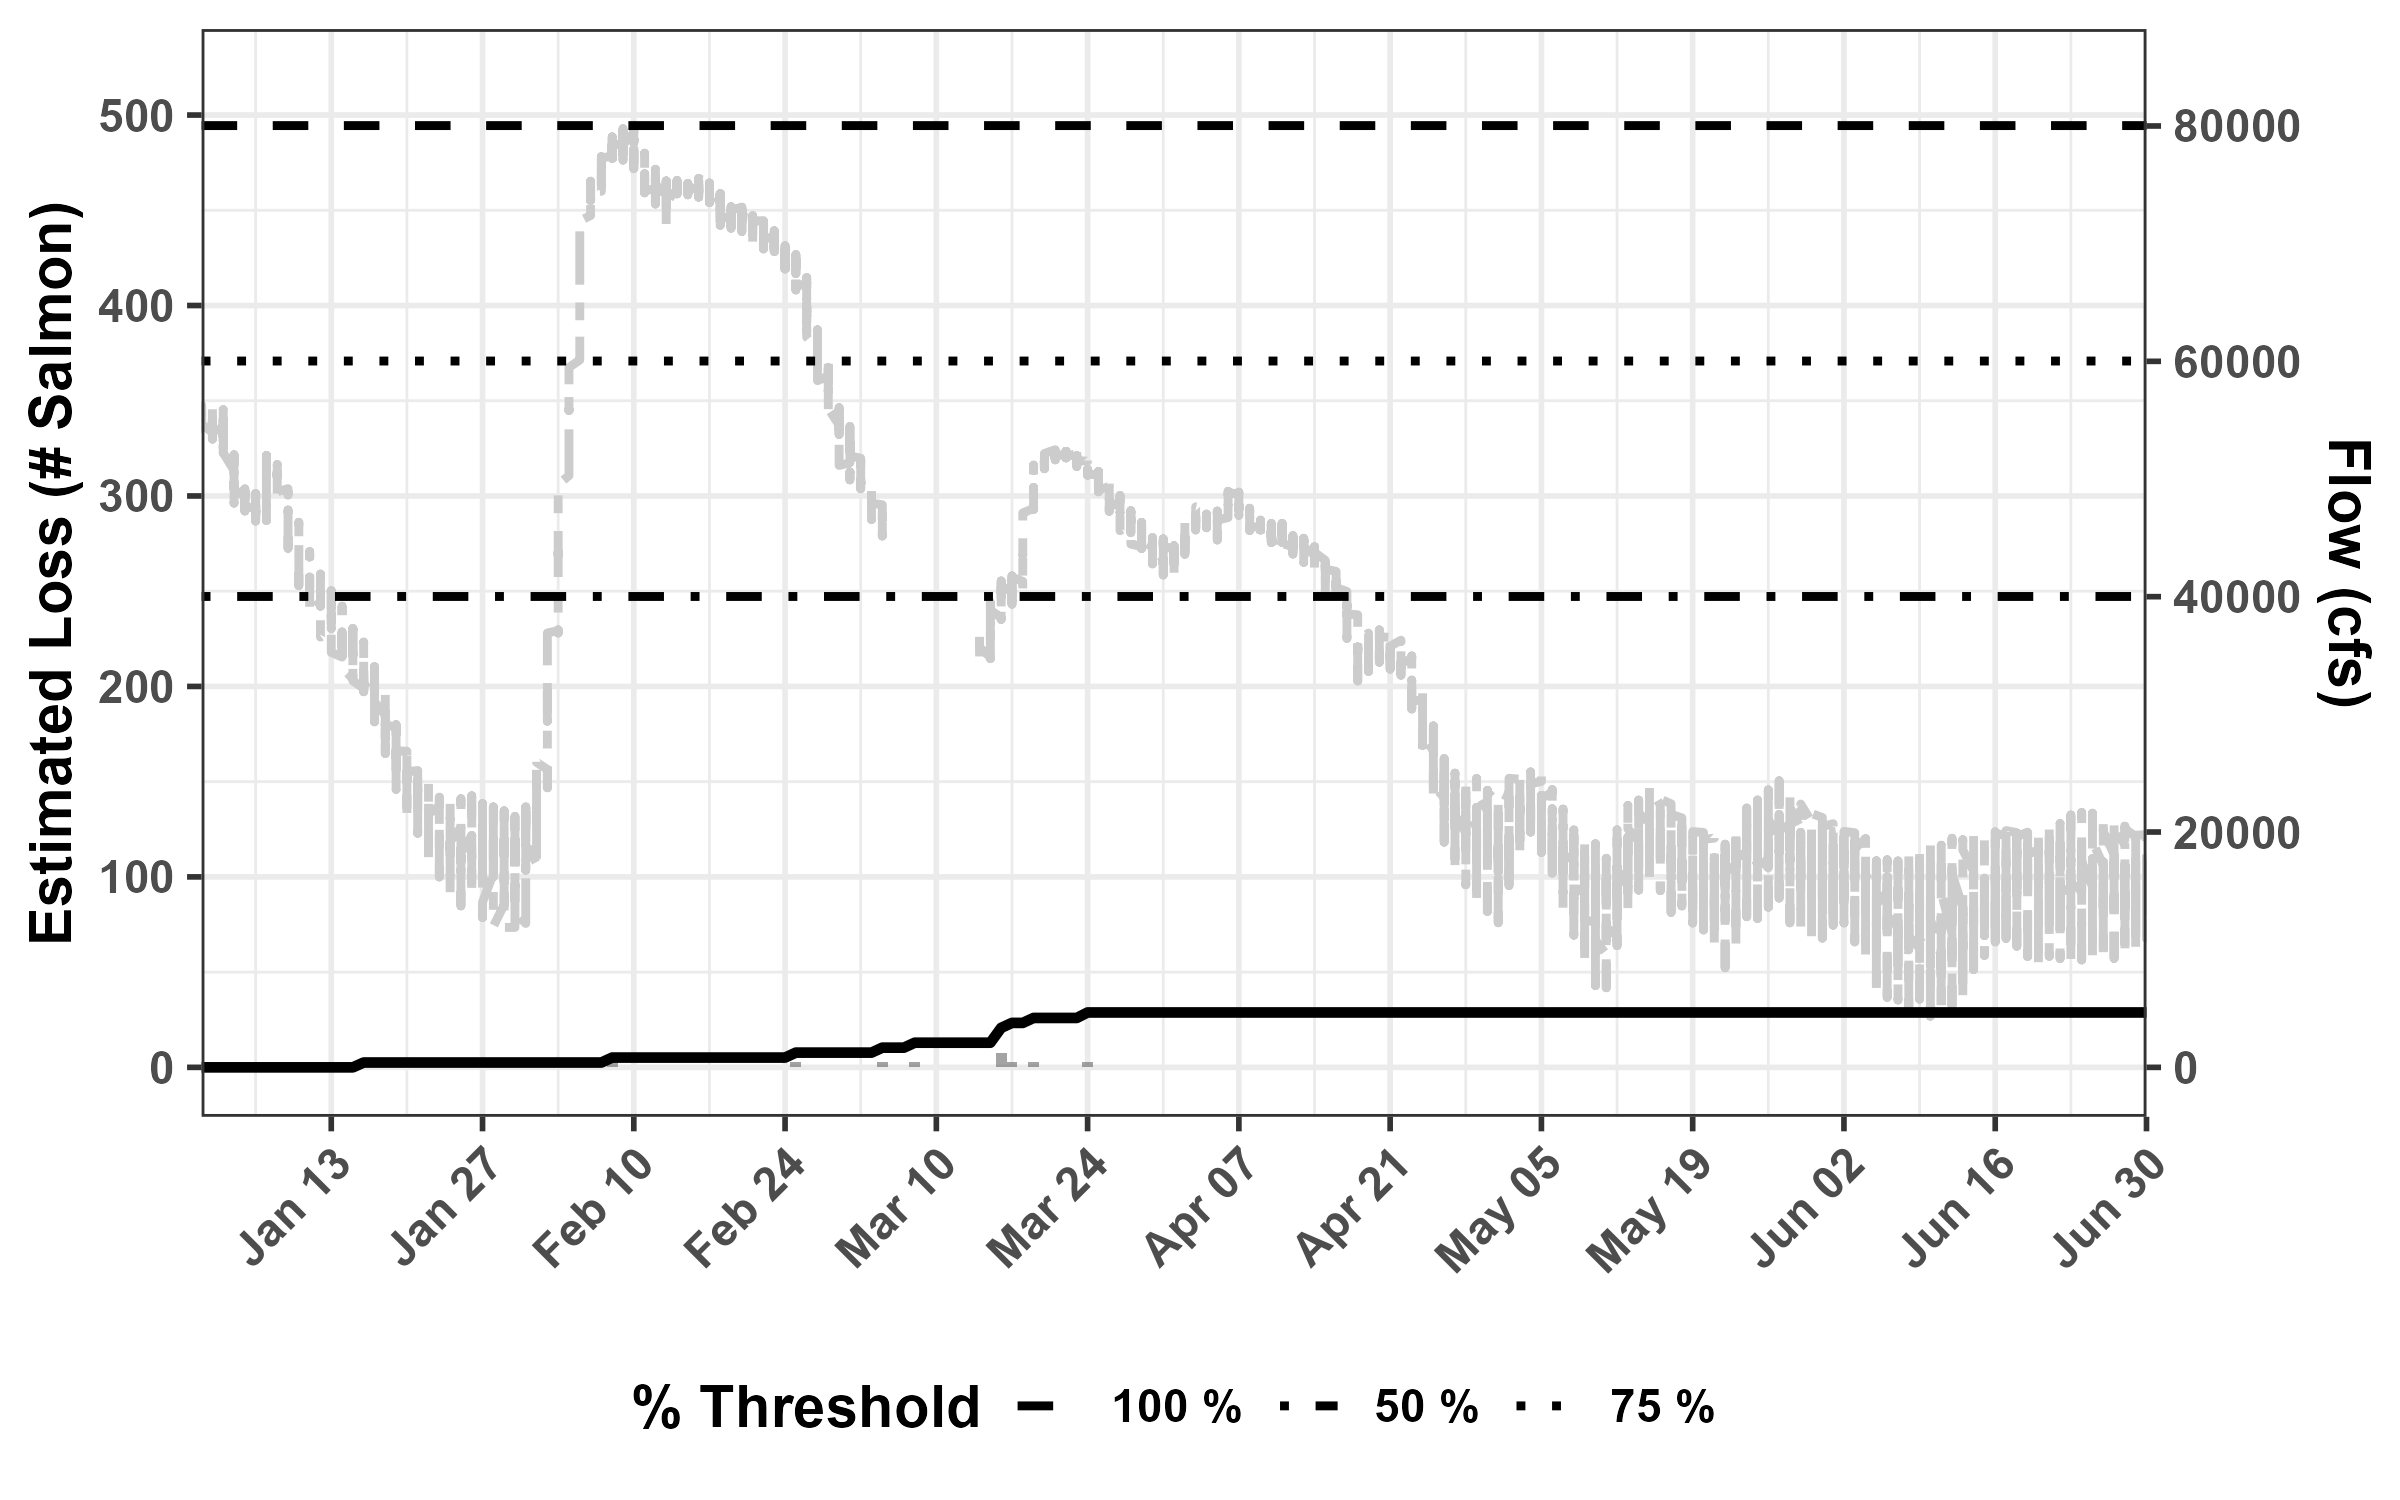 Estimated Loss (# Salmon)
500
400
300
200
100
0
80000
60000
40000
20000
0
Flow (cfs)
Jan 13
Jan 27
Feb 10
Feb 24
Mar 10
Mar 24
Apr 07
Apr 21
May 05
May 19
Jun 02
Jun 16
Jun 30
% Threshold 100 % 50 % 75 %